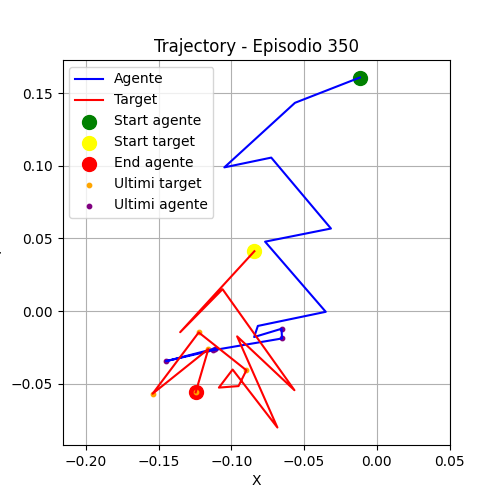 Trajectory - Episodio 350
Agente
Target
Start agente
Start target
End agente
Ultimi target
Ultimi agente
0.15
0.10
0.05
0.00
−0.05
−0.20
−0.15
−0.10
−0.05
0.00
0.05
X